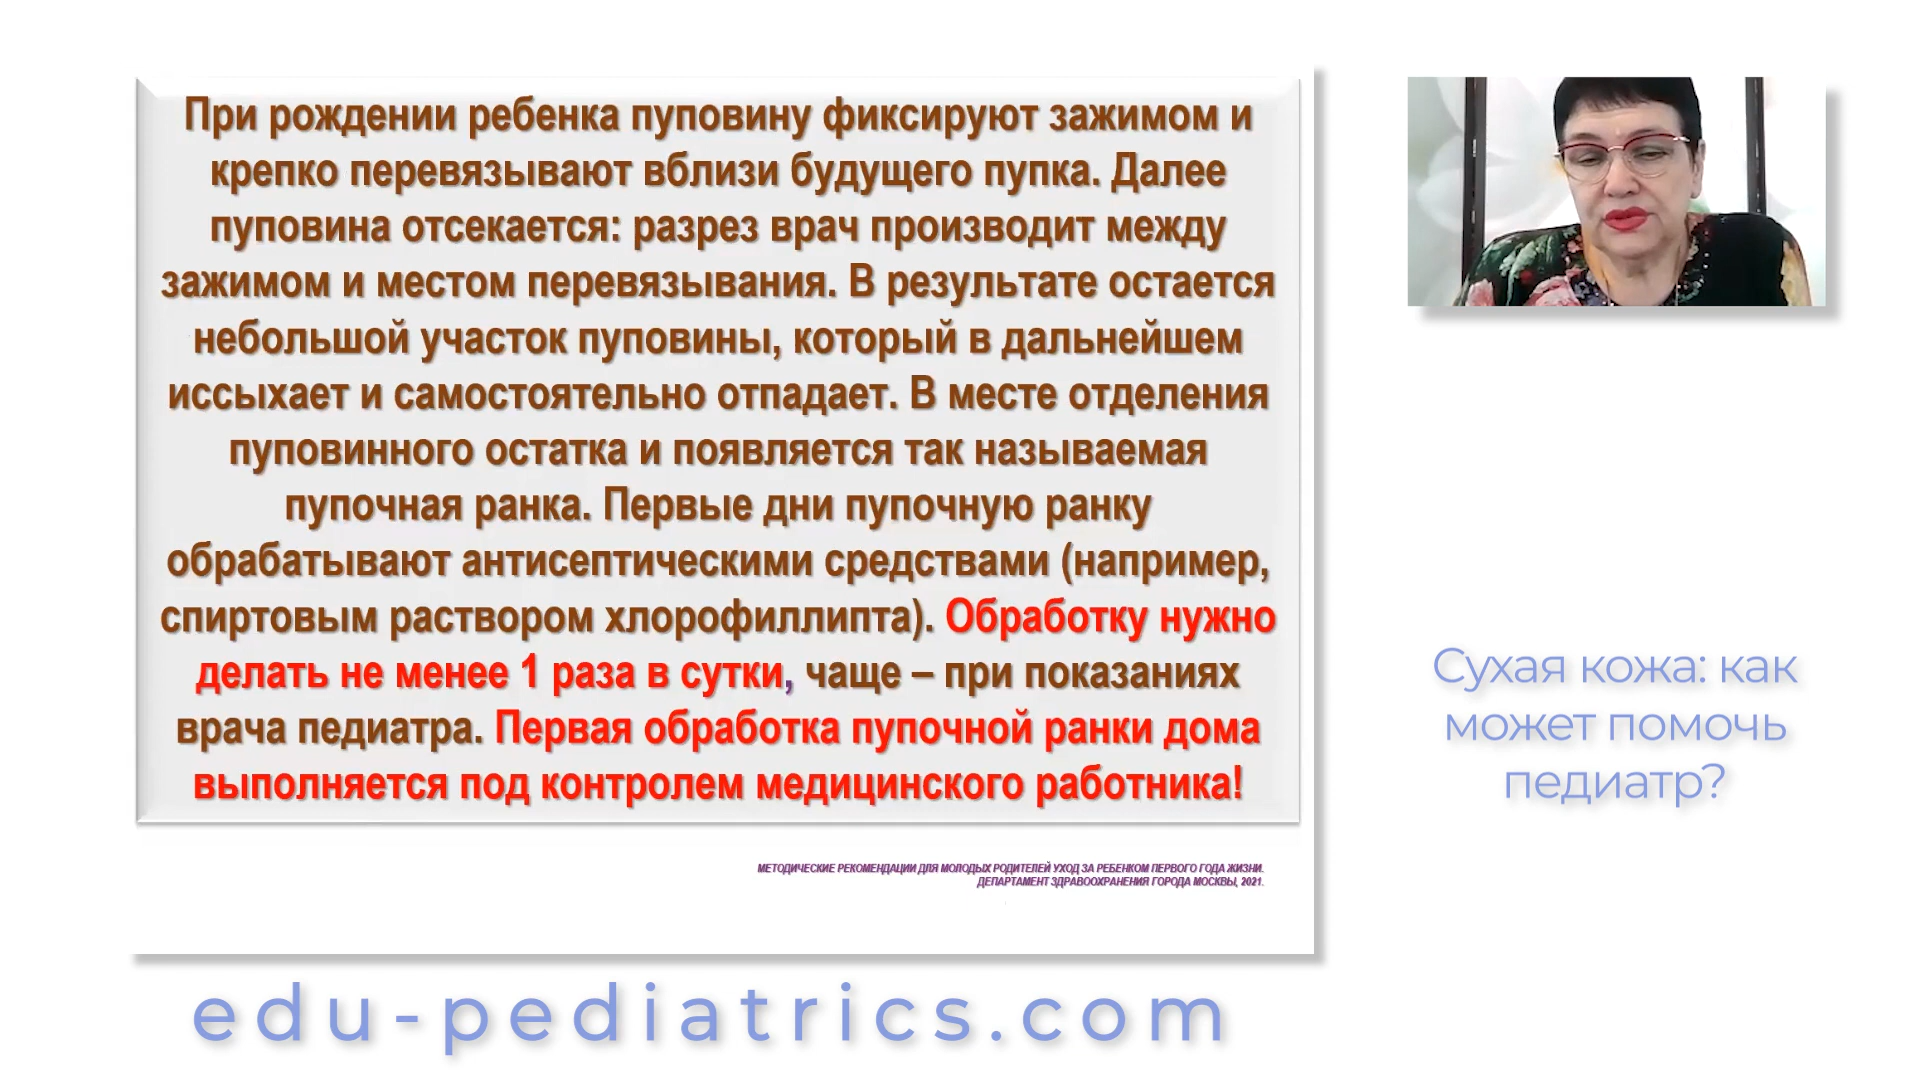 При рождении ребенка пуповину фиксируют зажимом и
крепко перевязывают вблизи будущего пупка. Далее
пуповина отсекается: разрез врач производит между
зажимом и местом перевязывания. В результате остается
небольшой участок пуповины, который в дальнейшем
иссыхает и самостоятельно отпадает. В месте отделения
пуповинного остатка и появляется так называемая
пупочная ранка. Первые дни пупочную ранку
обрабатывают антисептическими средствами (например,
спиртовым раствором хлорофиллипта). Обработку нужно
делать не менее 1 раза в сутки, чаще – при показаниях
врача педиатра. Первая обработка пупочной ранки дома
выполняется под контролем медицинского работника!
МЕТОДИЧЕСКИЕ РЕКОМЕНДАЦИИ ДЛЯ МОЛОДЫХ РОДИТЕЛЕЙ УХОД ЗА РЕБЕНКОМ ПЕРВОГО ГОДА ЖИЗНИ.
ДЕПАРТАМЕНТ ЗДРАВООХРАНЕНИЯ ГОРОДА МОСКВЫ, 2021.
Сухая кожа: как
может помочь
педиатр?
edu-pediatrics.com